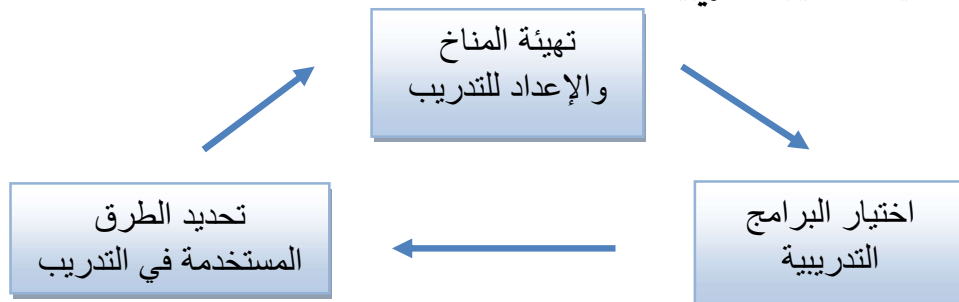 تهيئة المناخ
والإعداد للتدريب
اختيار البرامج
التدريبية
تحديد الطرق
المستخدمة في التدريب